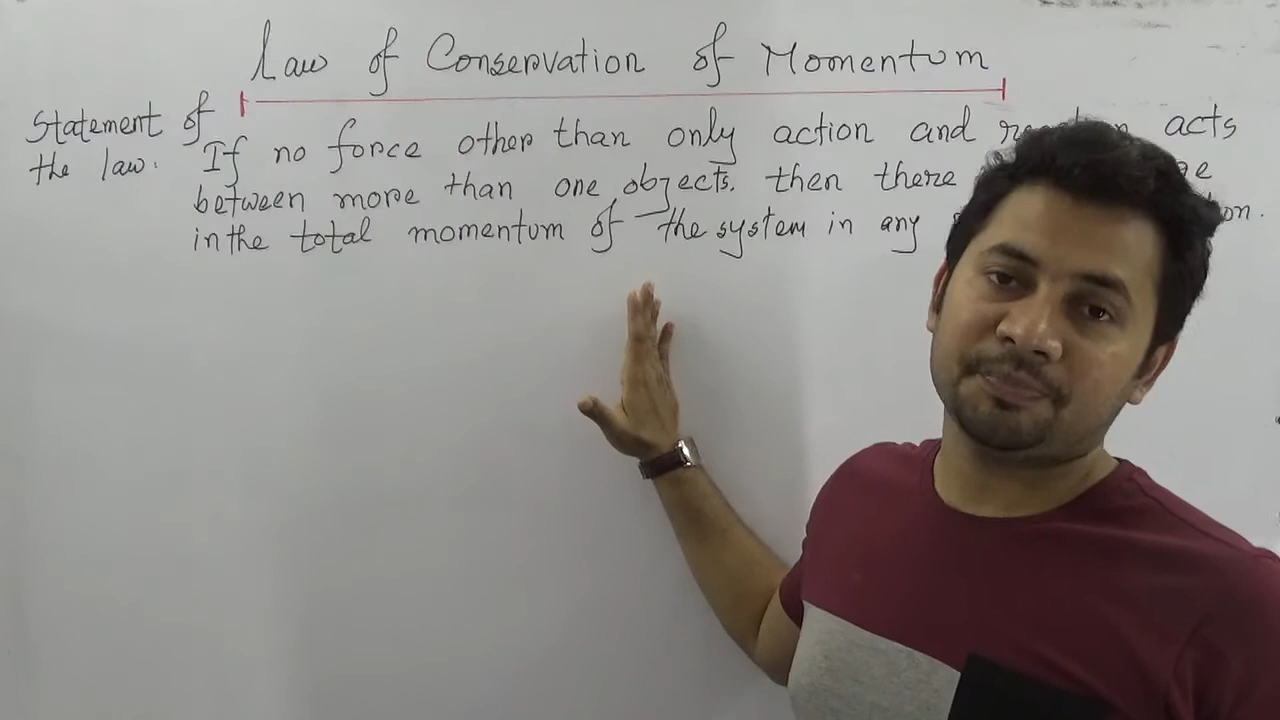 Law of Conservation of Momentum
Statement of
the law.
If no force other than only action and acts
between more than one objects. then there
in the total momentum of the system in any